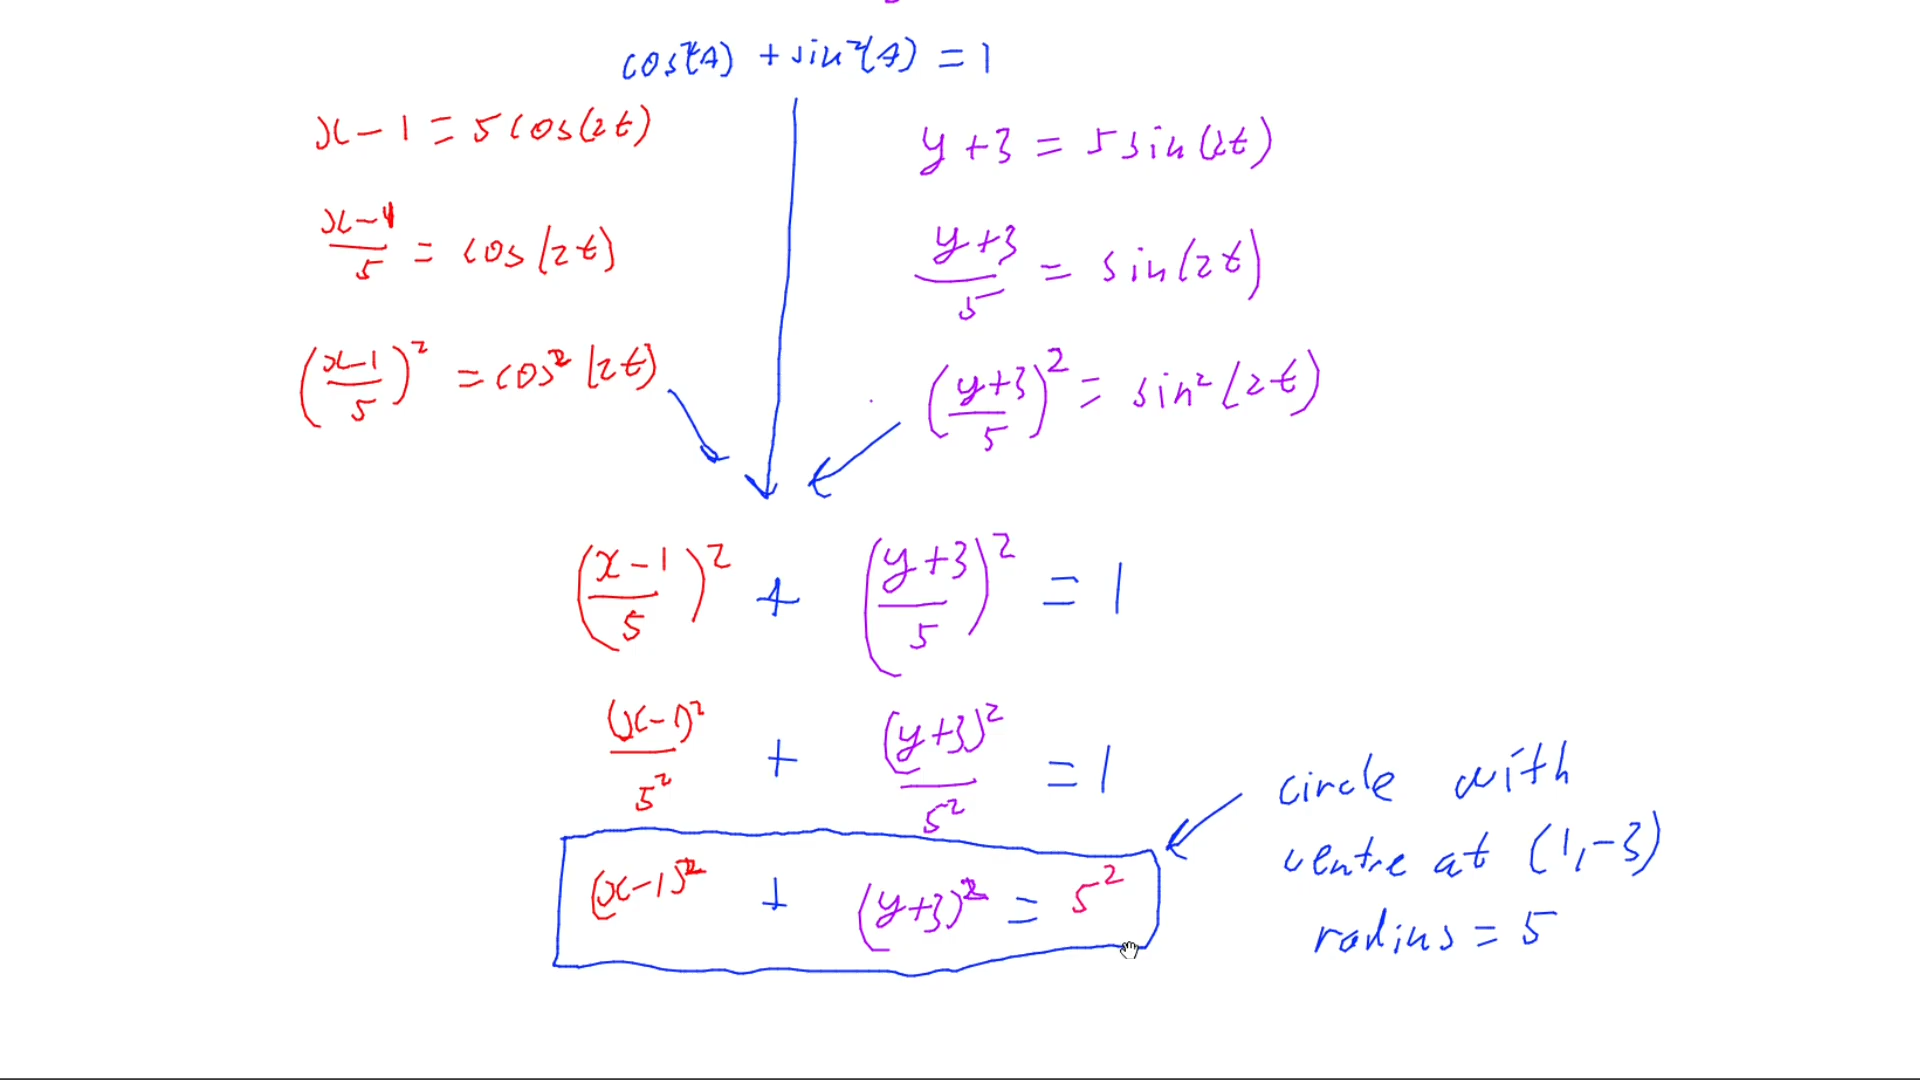 cos²(A) + sin²(A) = 1
x - 1 = 5cos(2t)
y + 3 = 5sin(2t)
(x-1)/5 = cos(2t)
(y+3)/5 = sin(2t)
((x-1)/5)² = cos²(2t)
((y+3)/5)² = sin²(2t)
((x-1)/5)² + ((y+3)/5)² = 1
(x-1)²/5² + (y+3)²/5² = 1
(x-1)² + (y+3)² = 5²
circle with
centre at (1,-3)
radius = 5